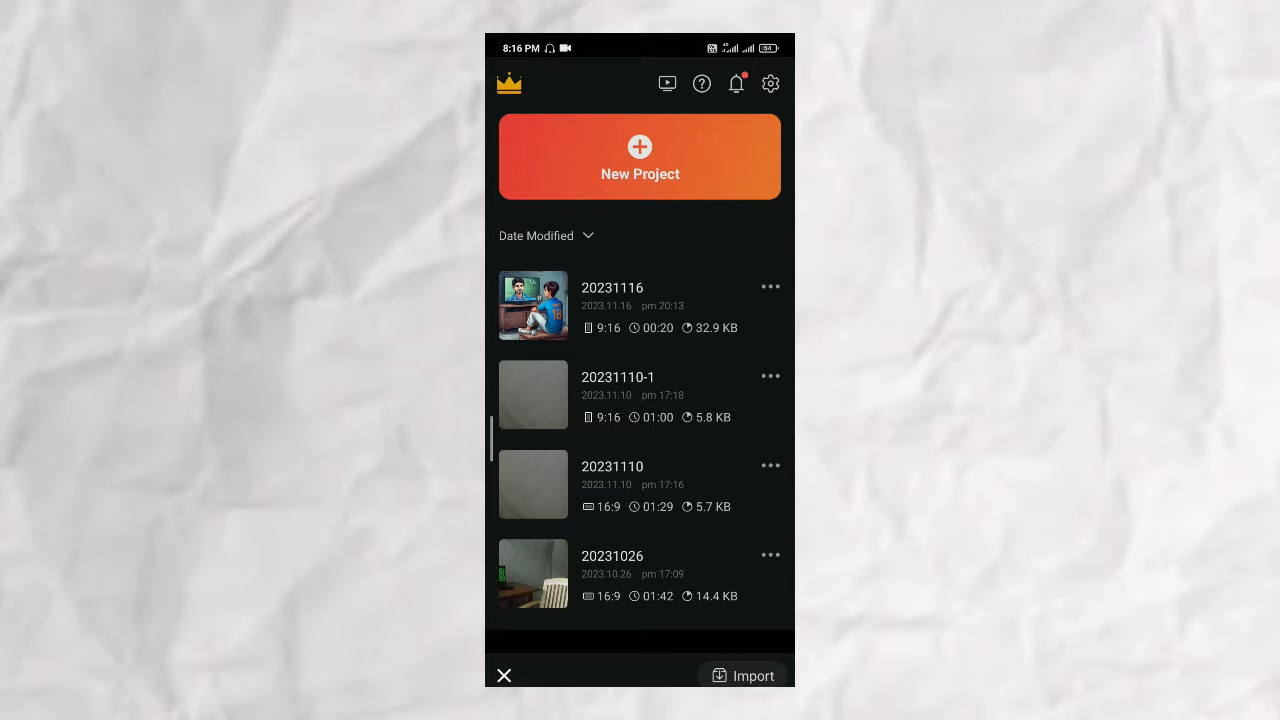 8:16 PM 4G 54
New Project
Date Modified
20231116
2023.11.16 pm 20:13
9:16 00:20 32.9 KB
20231110-1
2023.11.10 pm 17:18
9:16 01:00 5.8 KB
20231110
2023.11.10 pm 17:16
16:9 01:29 5.7 KB
20231026
2023.10.26 pm 17:09
16:9 01:42 14.4 KB
Import